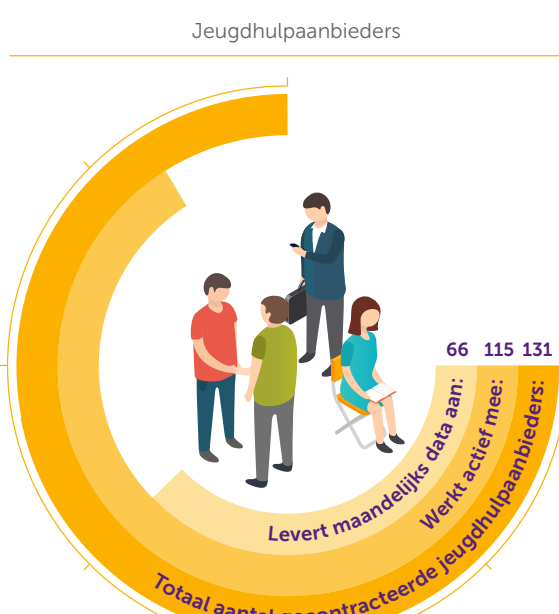 Jeugdhulpaanbieders
66 115 131
Levert maandelijks data aan:
Werkt actief mee:
Totaal aantal gecontracteerde jeugdhulpaanbieders: